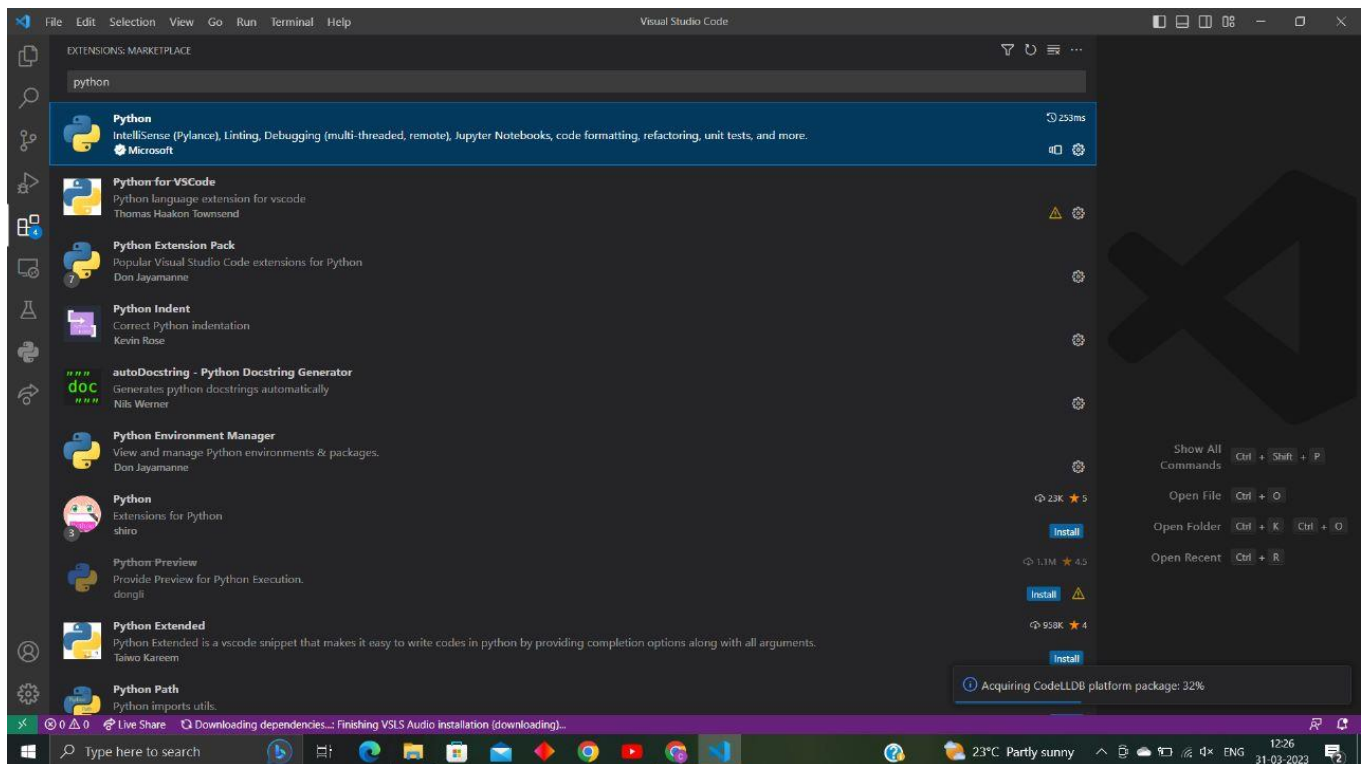 File Edit Selection View Go Run Terminal Help
Visual Studio Code
EXTENSIONS: MARKETPLACE
python
Python
253ms
IntelliSense (Pylance), Linting, Debugging (multi-threaded, remote), Jupyter Notebooks, code formatting, refactoring, unit tests, and more.
Microsoft
Python for VSCode
Python language extension for vscode
Thomas Haakon Townsend
Python Extension Pack
Popular Visual Studio Code extensions for Python
7
Don Jayamanne
Python Indent
Correct Python indentation
Kevin Rose
""" doc """
autoDocstring - Python Docstring Generator
Generates python docstrings automatically
Nils Werner
Python Environment Manager
View and manage Python environments & packages.
Don Jayamanne
Python
23K ★ 5
Extensions for Python
3
shiro
Install
Python Preview
1.1M ★ 4.5
Provide Preview for Python Execution.
dongli
Install
Python Extended
958K ★ 4
Python Extended is a vscode snippet that makes it easy to write codes in python by providing completion options along with all arguments.
Taiwo Kareem
Install
Python Path
Python imports utils.
4
Show All Commands Ctrl + Shift + P
Open File Ctrl + O
Open Folder Ctrl + K Ctrl + O
Open Recent Ctrl + R
Acquiring CodeLLDB platform package: 32%
0 0 Live Share Downloading dependencies...: Finishing VSLS Audio installation (downloading)...
Type here to search
23°C Partly sunny
ENG
12:26
31-03-2023
2